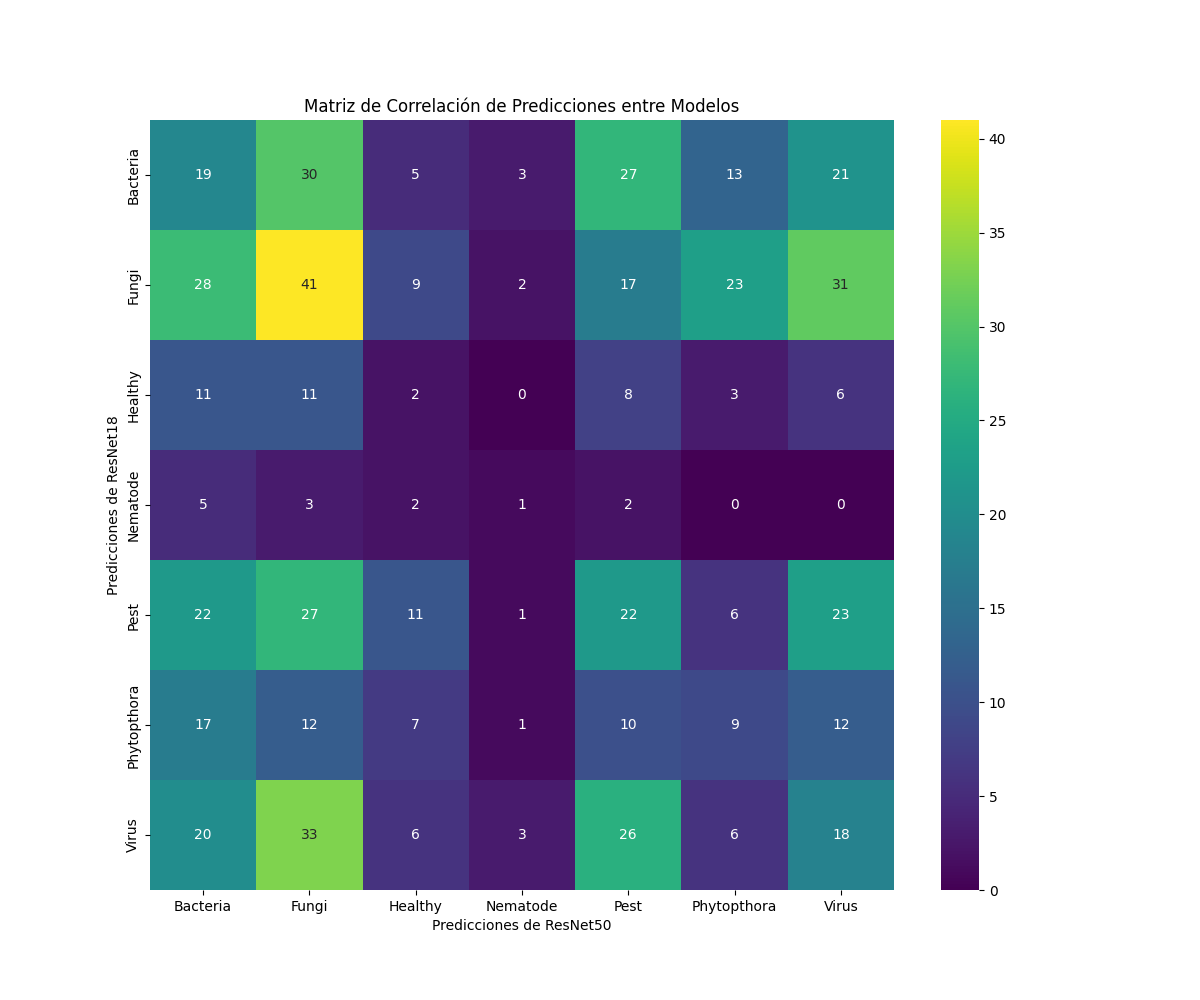 Matriz de Correlación de Predicciones entre Modelos
Predicciones de ResNet18
Bacteria 19 30 5 3 27 13 21
Fungi 28 41 9 2 17 23 31
Healthy 11 11 2 0 8 3 6
Nematode 5 3 2 1 2 0 0
Pest 22 27 11 1 22 6 23
Phytopthora 17 12 7 1 10 9 12
Virus 20 33 6 3 26 6 18
Bacteria Fungi Healthy Nematode Pest Phytopthora Virus
Predicciones de ResNet50
40
35
30
25
20
15
10
5
0